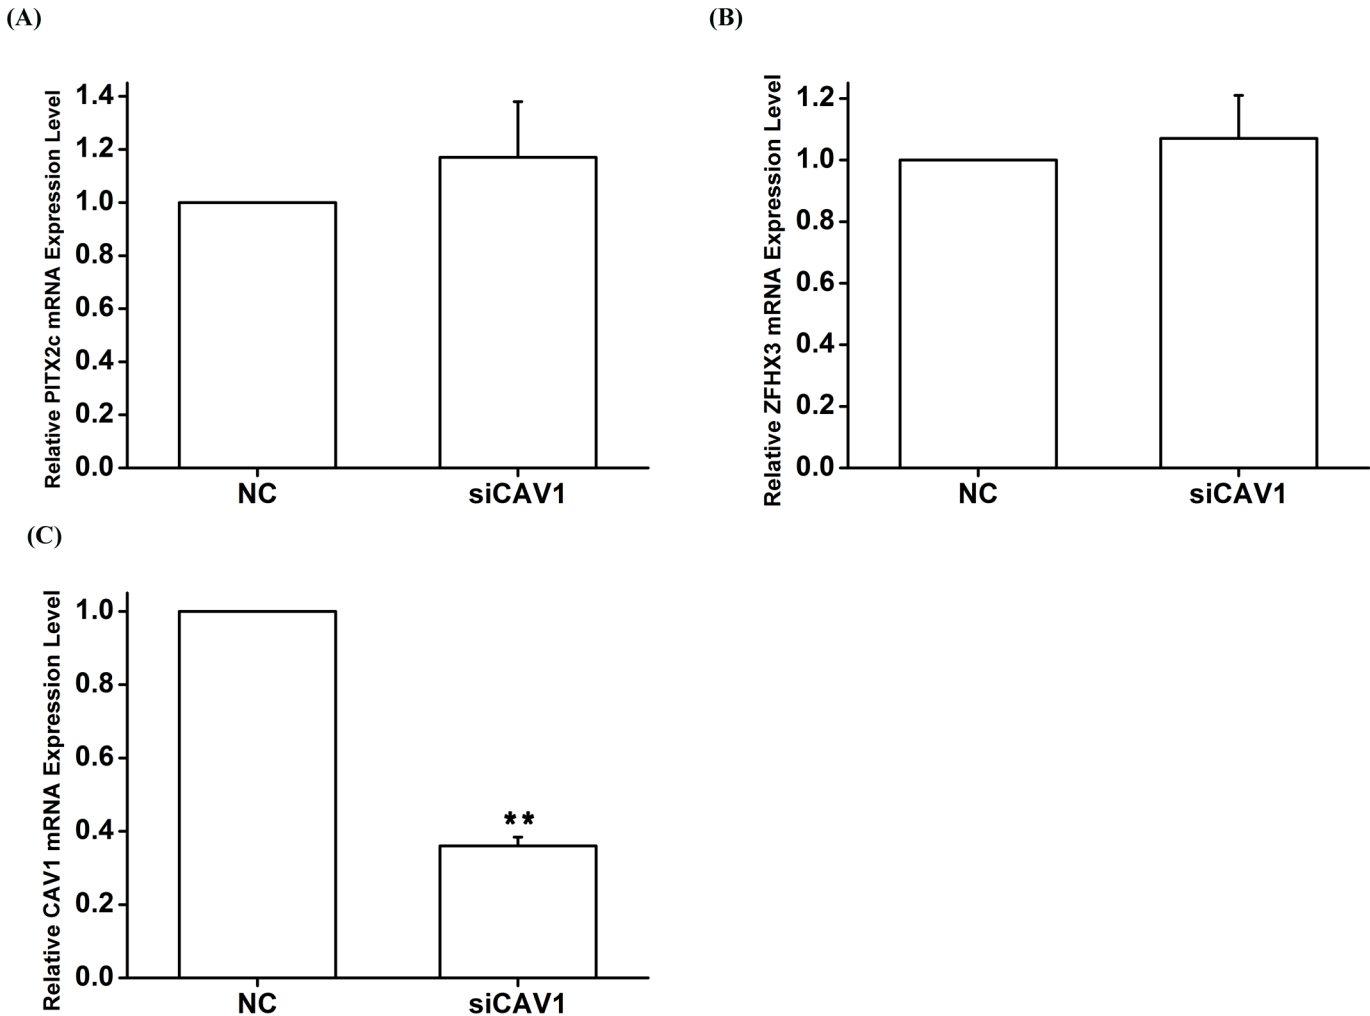 (A)
Relative PITX2c mRNA Expression Level
1.4
1.2
1.0
0.8
0.6
0.4
0.2
0.0
NC
siCAV1
(B)
Relative ZFHX3 mRNA Expression Level
1.2
1.0
0.8
0.6
0.4
0.2
0.0
NC
siCAV1
(C)
Relative CAV1 mRNA Expression Level
1.0
0.8
0.6
0.4
0.2
0.0
**
NC
siCAV1